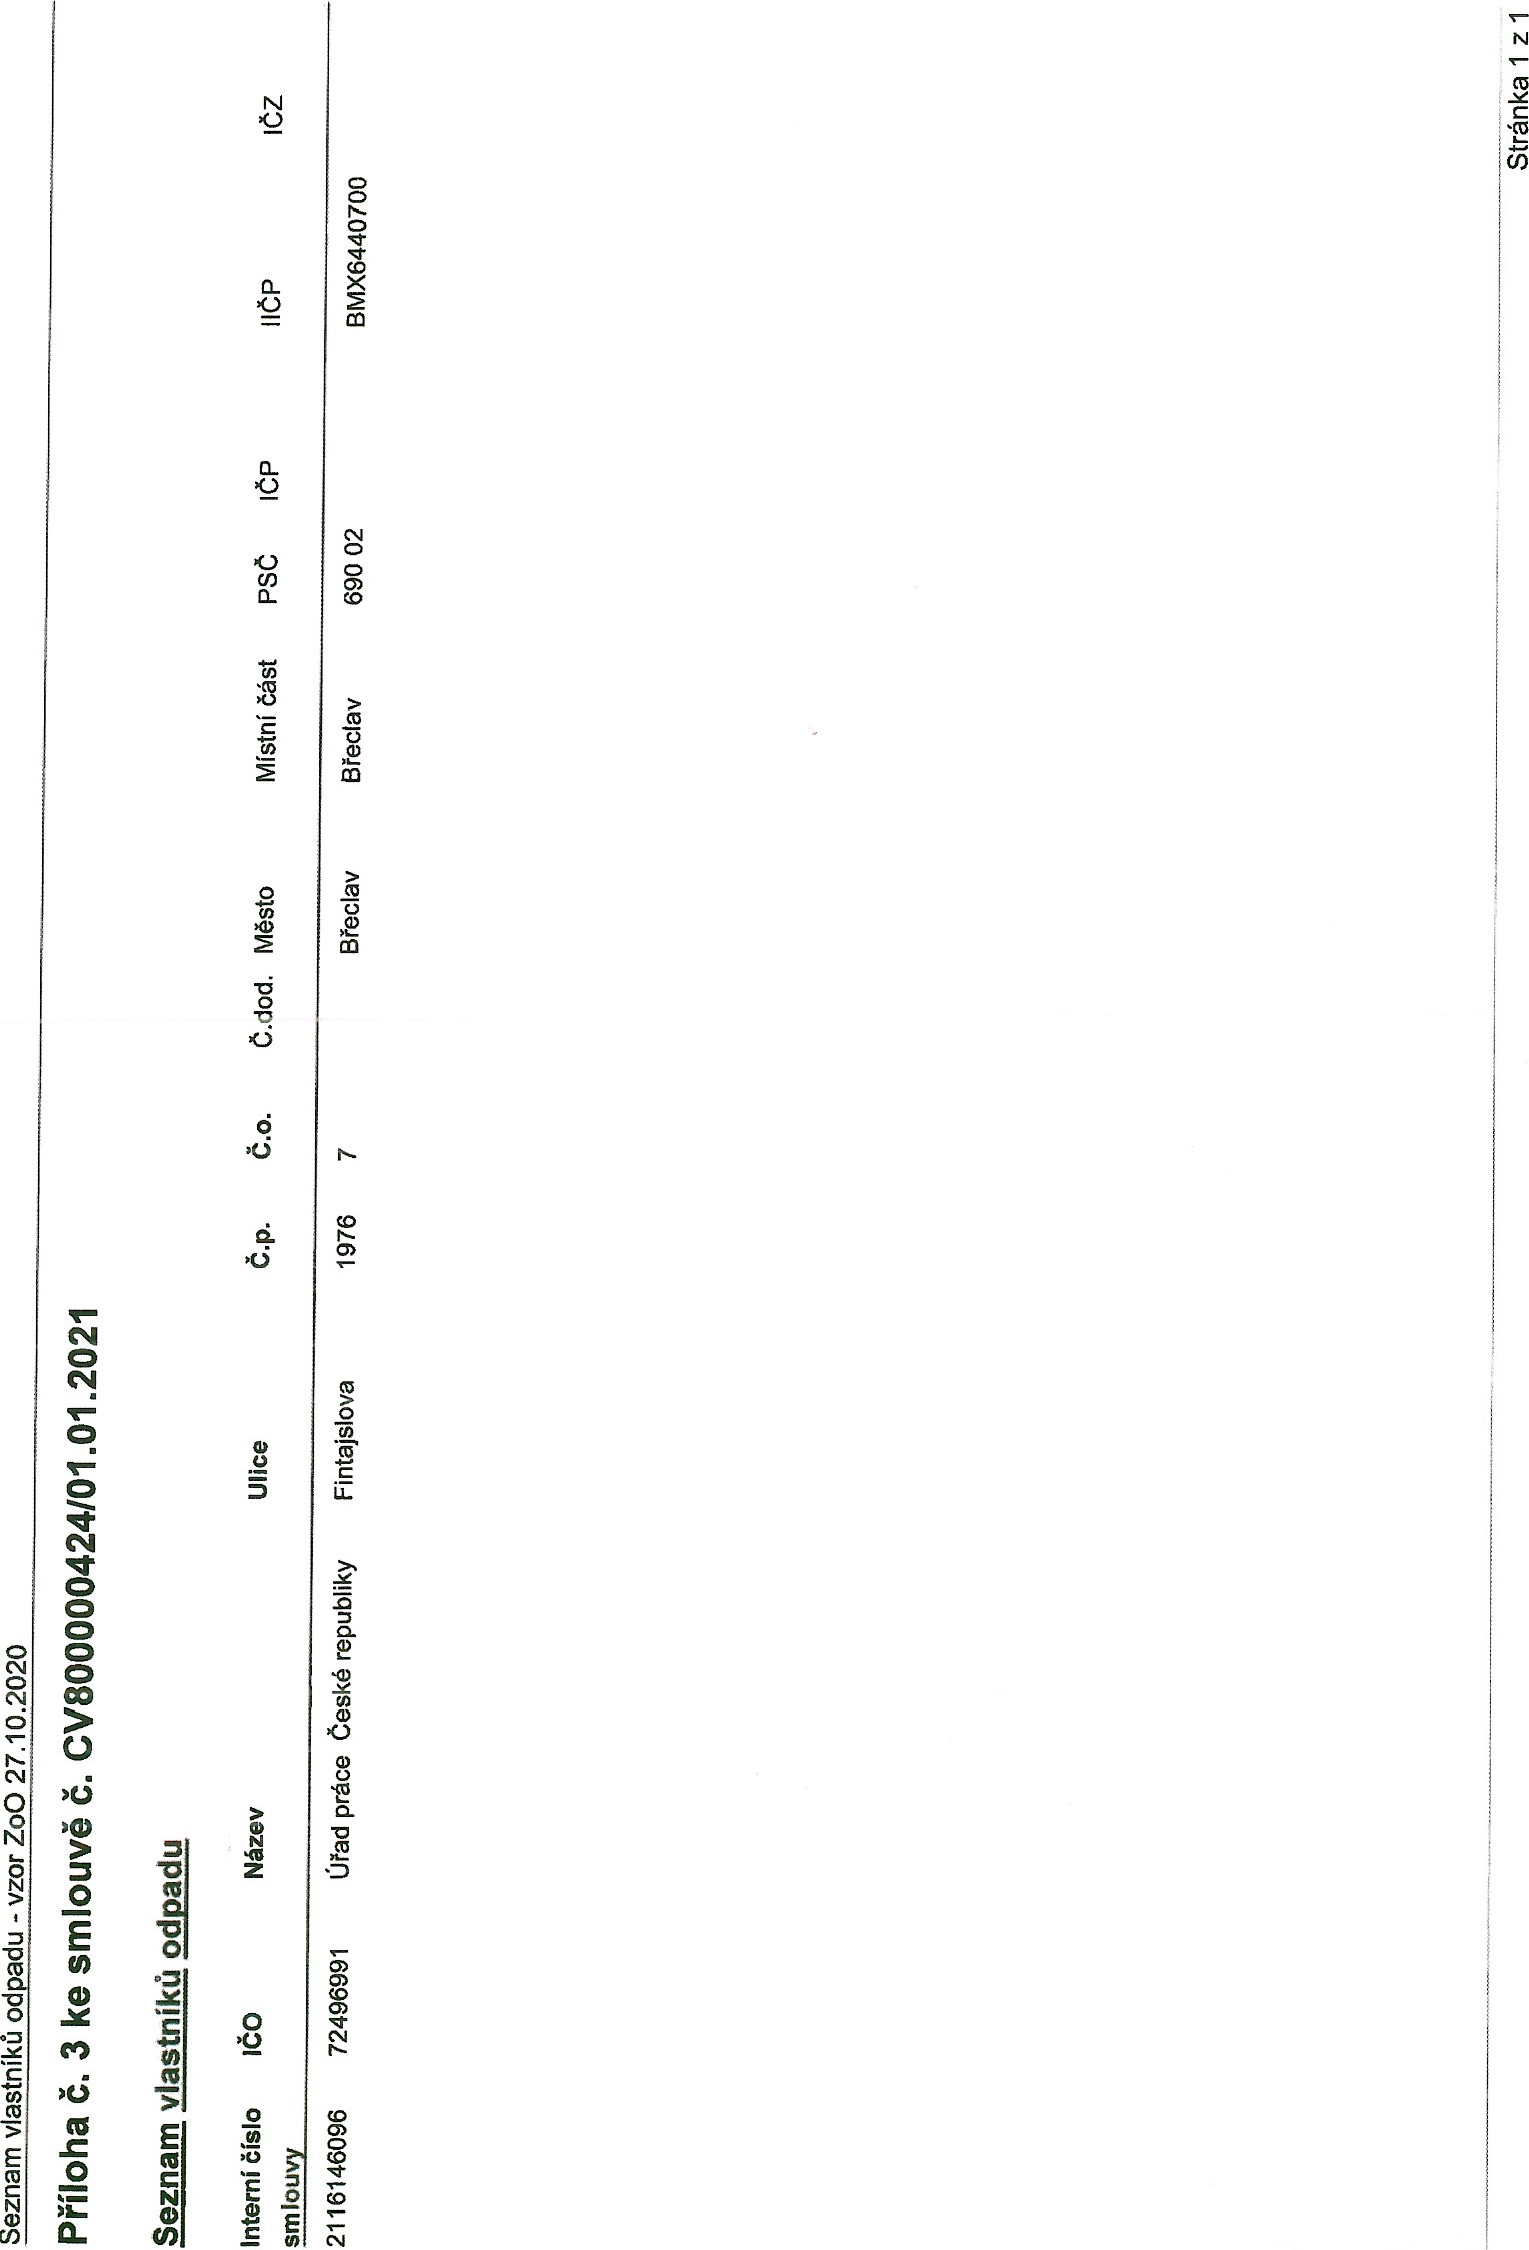 Seznam vlastníků odpadu - vzor ZoO 27.10.2020
Příloha č. 3 ke smlouvě č. CV80000424/01.01.2021
Seznam vlastníků odpadu
Interní číslo smlouvy IČO Název Ulice Č.p. Č.o. Č.dod. Město Místní část PSČ IČP IIČP IČZ
2116146096 72496991 Úřad práce České republiky Fintajslova 1976 7 Břeclav Břeclav 690 02 BMX6440700
Stránka 1 z 1